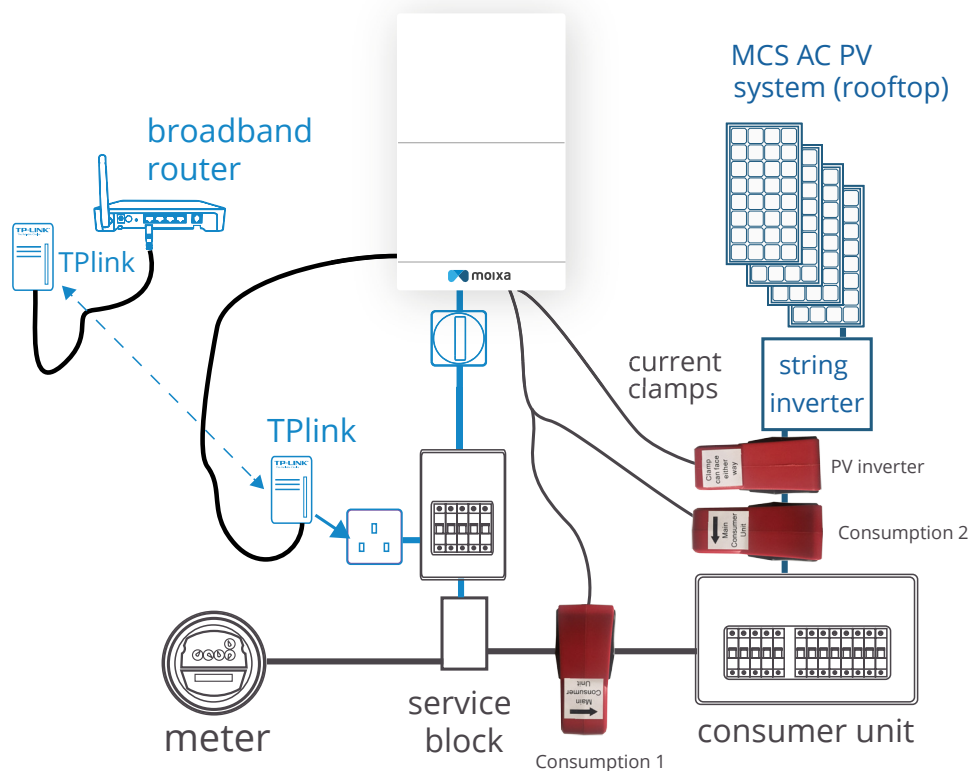 MCS AC PV
system (rooftop)
broadband
router
TP-LINK
TPlink
moixa
string
inverter
current
clamps
Clamp
can face
either
way
PV inverter
TPlink
TP-LINK
Main
Consumer
Unit
Consumption 2
Main
Consumer
Unit
meter
service
block
consumer unit
Consumption 1